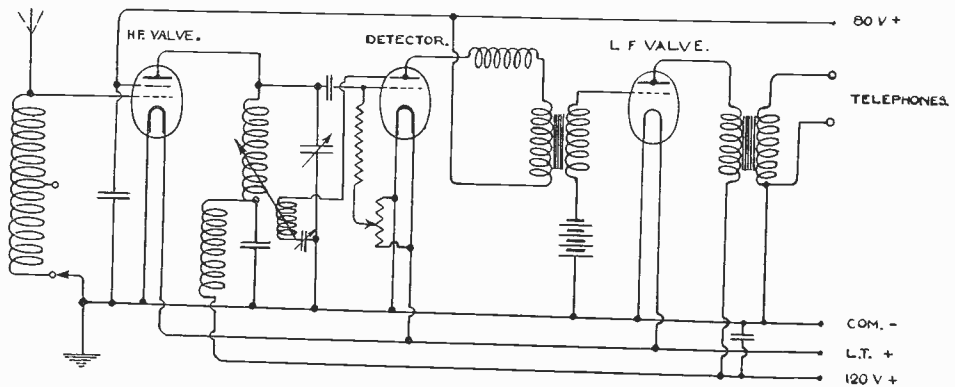 80 V +
H.F. VALVE.
DETECTOR.
L F VALVE.
TELEPHONES.
COM. -
L.T. +
120 V +